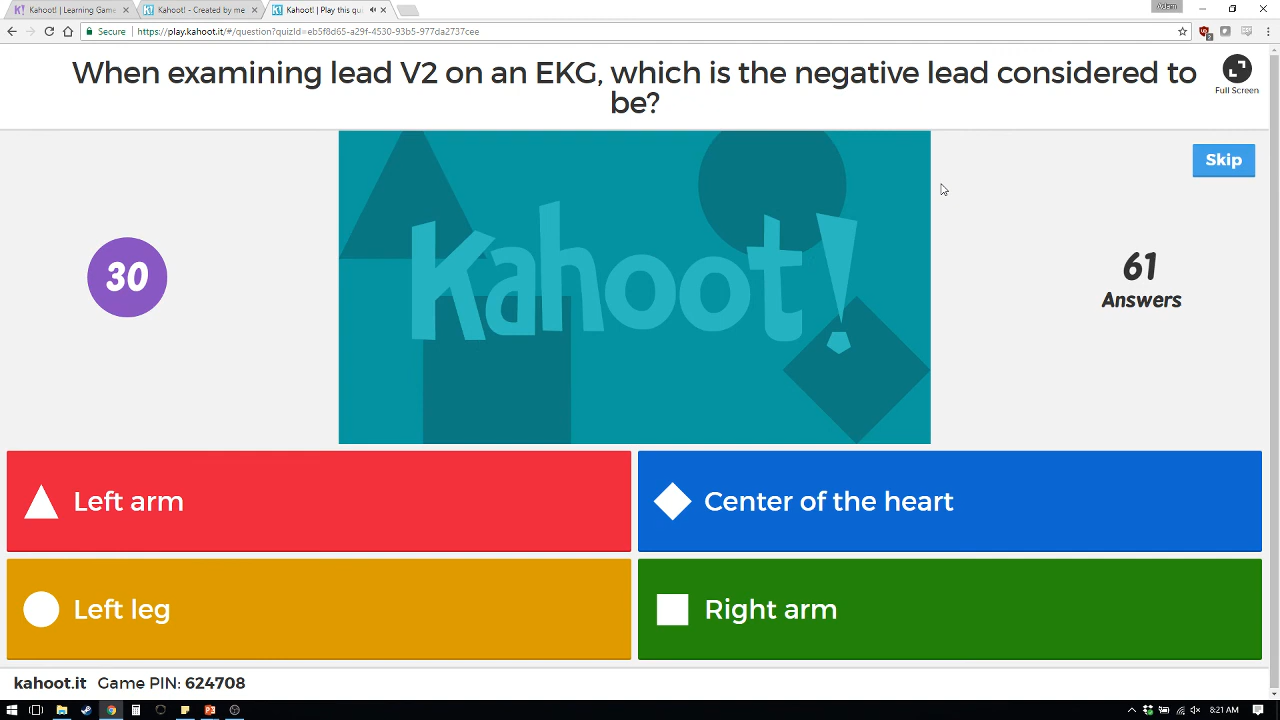 Kahoot! | Learning Game
Kahoot! - Created by me
Kahoot! | Play this qu
Adam
Secure
https://play.kahoot.it/#/question?quizId=eb5f8d65-a29f-4530-93b5-977da2737cee
When examining lead V2 on an EKG, which is the negative lead considered to
be?
Full Screen
Skip
Kahoot!
30
61
Answers
Left arm
Center of the heart
Left leg
Right arm
kahoot.it Game PIN: 624708
8:21 AM